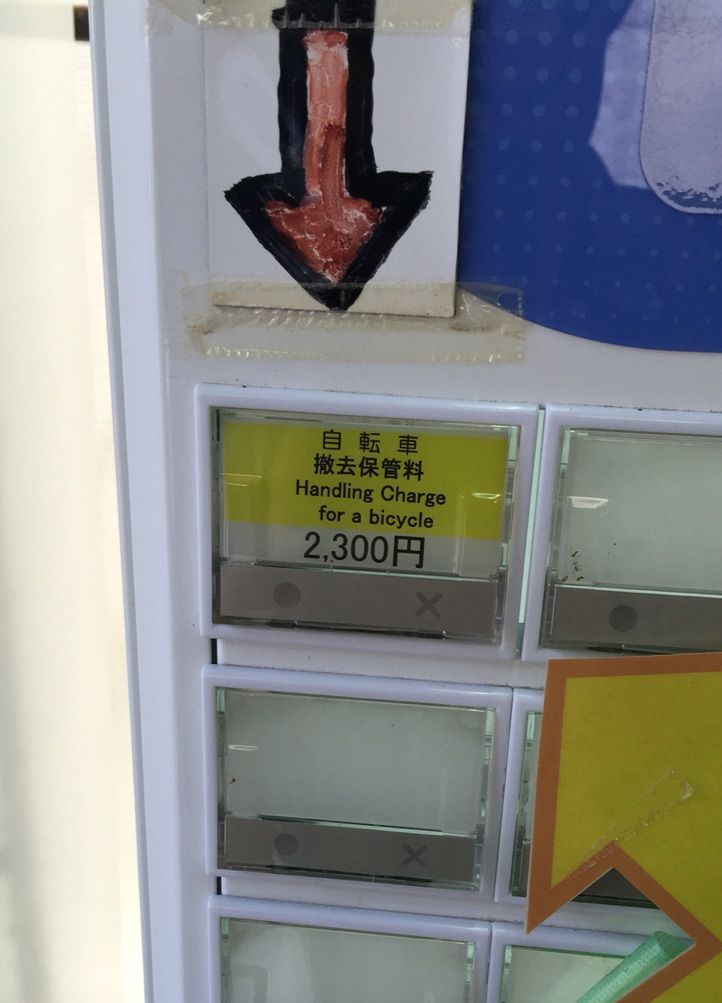 自転車
撤去保管料
Handling Charge
for a bicycle
2,300円